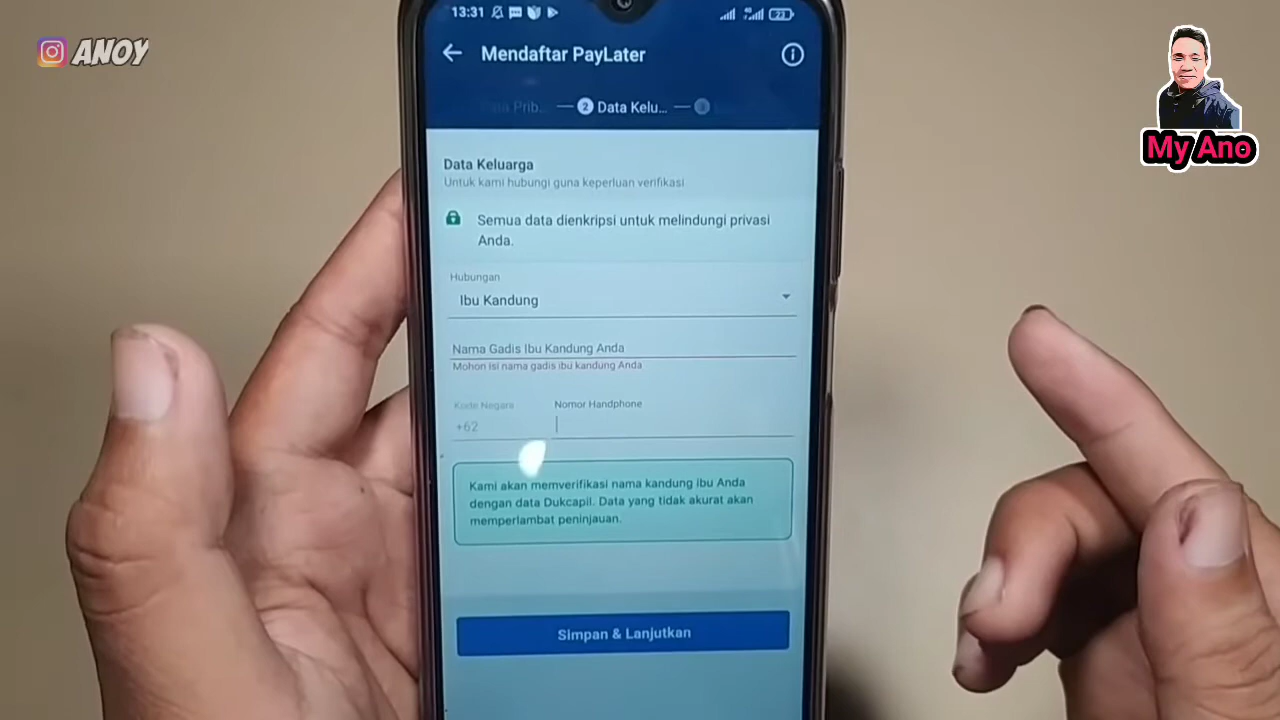 ANOY
My Ano
13:31
23
Mendaftar PayLater
Prib... 2 Data Kelu...
Data Keluarga
Untuk kami hubungi guna keperluan verifikasi
Semua data dienkripsi untuk melindungi privasi
Anda.
Hubungan
Ibu Kandung
Nama Gadis Ibu Kandung Anda
Mohon isi nama gadis ibu kandung Anda
Kode Negara Nomor Handphone
+62
Kami akan memverifikasi nama kandung ibu Anda
dengan data Dukcapil. Data yang tidak akurat akan
memperlambat peninjauan.
Simpan & Lanjutkan